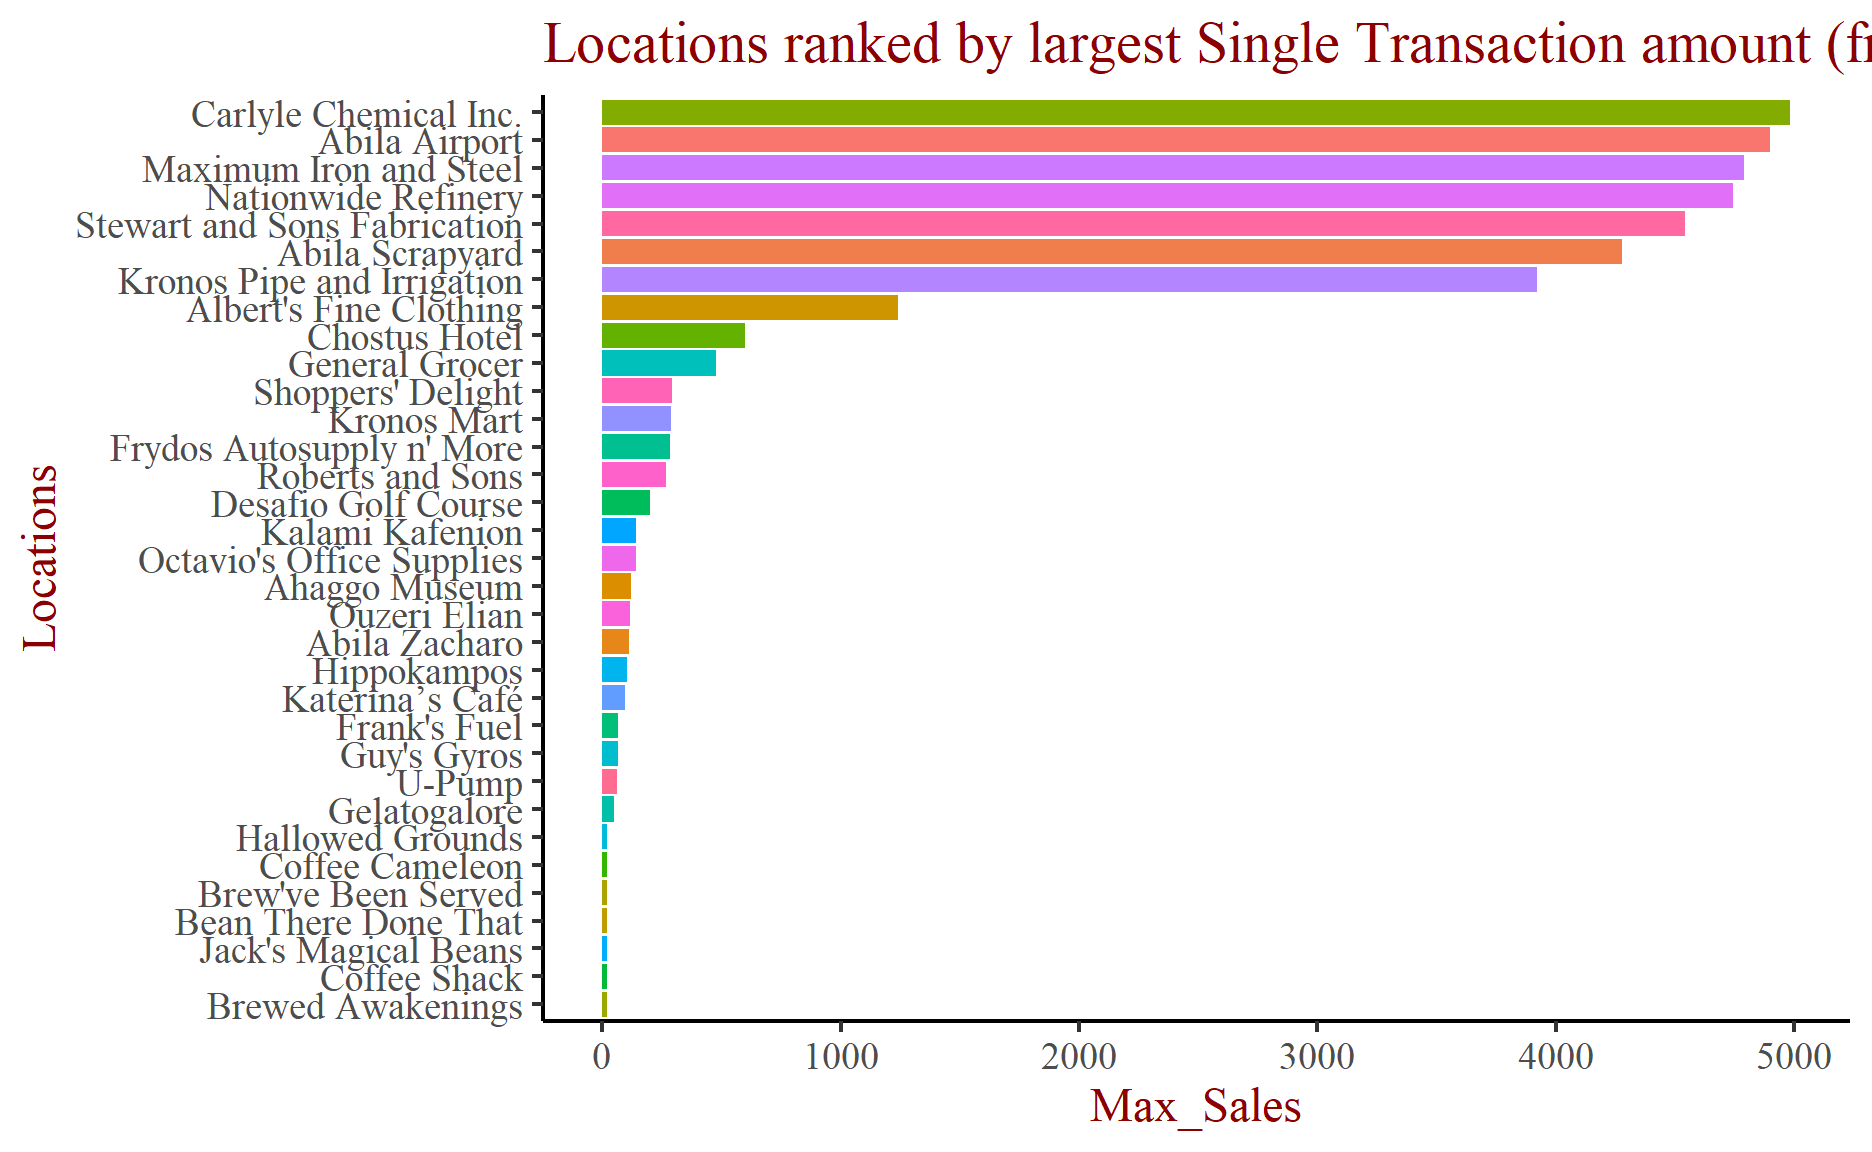 Locations ranked by largest Single Transaction amount (fi
Carlyle Chemical Inc.
Abila Airport
Maximum Iron and Steel
Nationwide Refinery
Stewart and Sons Fabrication
Abila Scrapyard
Kronos Pipe and Irrigation
Albert's Fine Clothing
Chostus Hotel
General Grocer
Shoppers' Delight
Kronos Mart
Frydos Autosupply n' More
Roberts and Sons
Desafio Golf Course
Kalami Kafenion
Octavio's Office Supplies
Ahaggo Museum
Ouzeri Elian
Abila Zacharo
Hippokampos
Katerina’s Café
Frank's Fuel
Guy's Gyros
U-Pump
Gelatogalore
Hallowed Grounds
Coffee Cameleon
Brew've Been Served
Bean There Done That
Jack's Magical Beans
Coffee Shack
Brewed Awakenings
Locations
0 1000 2000 3000 4000 5000
Max_Sales